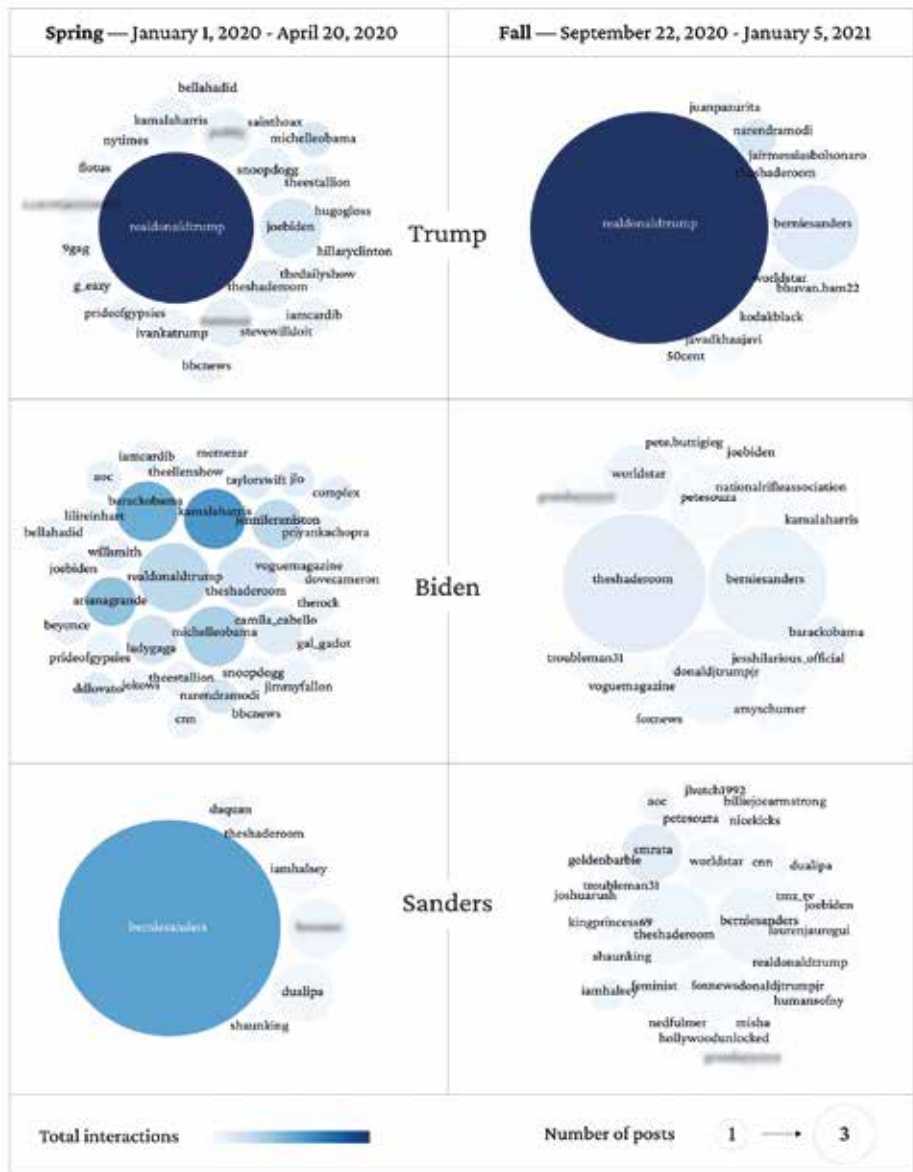 Spring — January 1, 2020 - April 20, 2020
Fall — September 22, 2020 - January 5, 2021
bellahadid
kamalaharris
sainthoax
michelleobama
nytimes
flotus
snoopdogg
theestallion
realdonaldtrump
hugogloss
joebiden
hillaryclinton
9gag
thedailyshow
theshaderoom
g_eazy
prideofgypsies
iamcardib
ivankatrump
stevewilldoit
bbcnews
Trump
juanpazurita
narendramodi
jairmessiasbolsonaro
theshaderoom
realdonaldtrump
berniesanders
worldstar
bhuvan.bam22
kodakblack
javadkhaajavi
50cent
iamcardib
memezar
aoc
theellenshow
taylorswift
jlo
complex
barackobama
kamalaharris
lilireinhart
jenniferaniston
bellahadid
priyankachopra
willsmith
joebiden
realdonaldtrump
voguemagazine
dovecameron
theshaderoom
arianagrande
therock
beyonce
camila_cabello
michelleobama
gal_gadot
ladygaga
prideofgypsies
snoopdogg
theestallion
jimmyfallon
ddlovato
jokowi
narendramodi
cnn
bbcnews
Biden
pete.buttigieg
joebiden
worldstar
nationalrifleassociation
petesouza
kamalaharris
theshaderoom
berniesanders
barackobama
troubleman31
jesshilarious_official
donaldjtrumpjr
voguemagazine
amyschumer
foxnews
daquan
theshaderoom
iamhalsey
berniesanders
dualipa
shaunking
Sanders
jhutch1992
aoc
billiejoearmstrong
petesouza
nicekicks
smrata
goldenbarbie
worldstar
cnn
dualipa
troubleman31
joshuarush
tmz_tv
joebiden
kingprincess69
berniesanders
theshaderoom
laurenjauregui
shaunking
realdonaldtrump
iamhalsey
feminist
foxnews
donaldjtrumpjr
humansofny
nedfulmer
misha
hollywoodunlocked
Total interactions
Number of posts
1
3